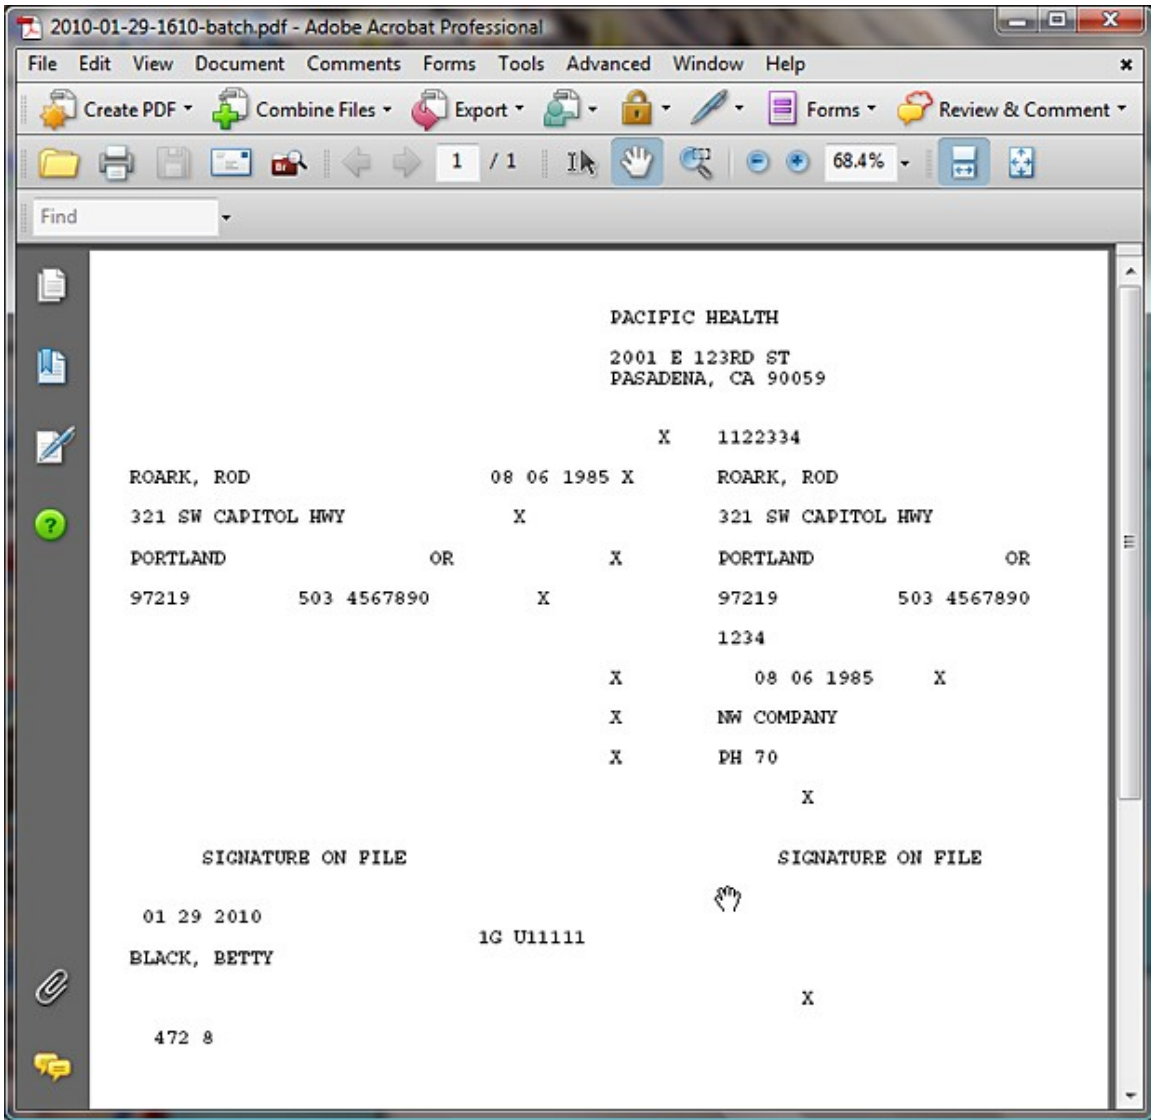 2010-01-29-1610-batch.pdf - Adobe Acrobat Professional
File Edit View Document Comments Forms Tools Advanced Window Help
Create PDF Combine Files Export Forms Review & Comment
1 / 1 68.4%
Find
PACIFIC HEALTH
2001 E 123RD ST
PASADENA, CA 90059
X 1122334
ROARK, ROD 08 06 1985 X ROARK, ROD
321 SW CAPITOL HWY X 321 SW CAPITOL HWY
PORTLAND OR X PORTLAND OR
97219 503 4567890 X 97219 503 4567890
1234
X 08 06 1985 X
X NW COMPANY
X PH 70
X
SIGNATURE ON FILE SIGNATURE ON FILE
01 29 2010
1G U11111
BLACK, BETTY
X
472 8